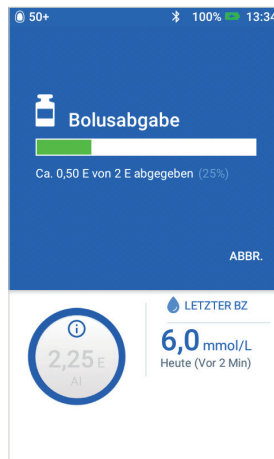 50+ 100% 13:34
Bolusabgabe
Ca. 0,50 E von 2 E abgegeben (25%)
ABBR.
LETZTER BZ
6,0 mmol/L
Heute (Vor 2 Min)
2,25 E
AI